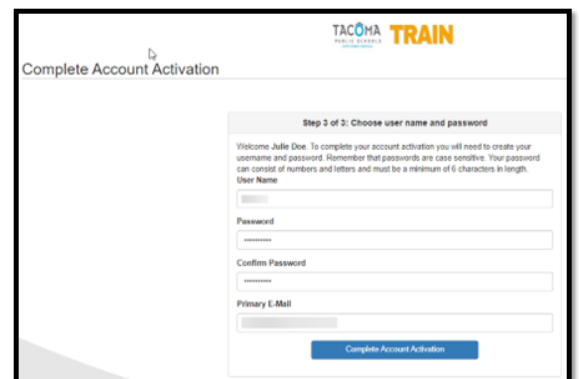 TACOMA TRAIN
PUBLIC SCHOOLS
Complete Account Activation
Step 3 of 3: Choose user name and password
Welcome Julie Doe. To complete your account activation you will need to create your
username and password. Remember that passwords are case sensitive. Your password
can consist of numbers and letters and must be a minimum of 6 characters in length.
User Name
Password
••••••••••
Confirm Password
••••••••••
Primary E-Mail
Complete Account Activation